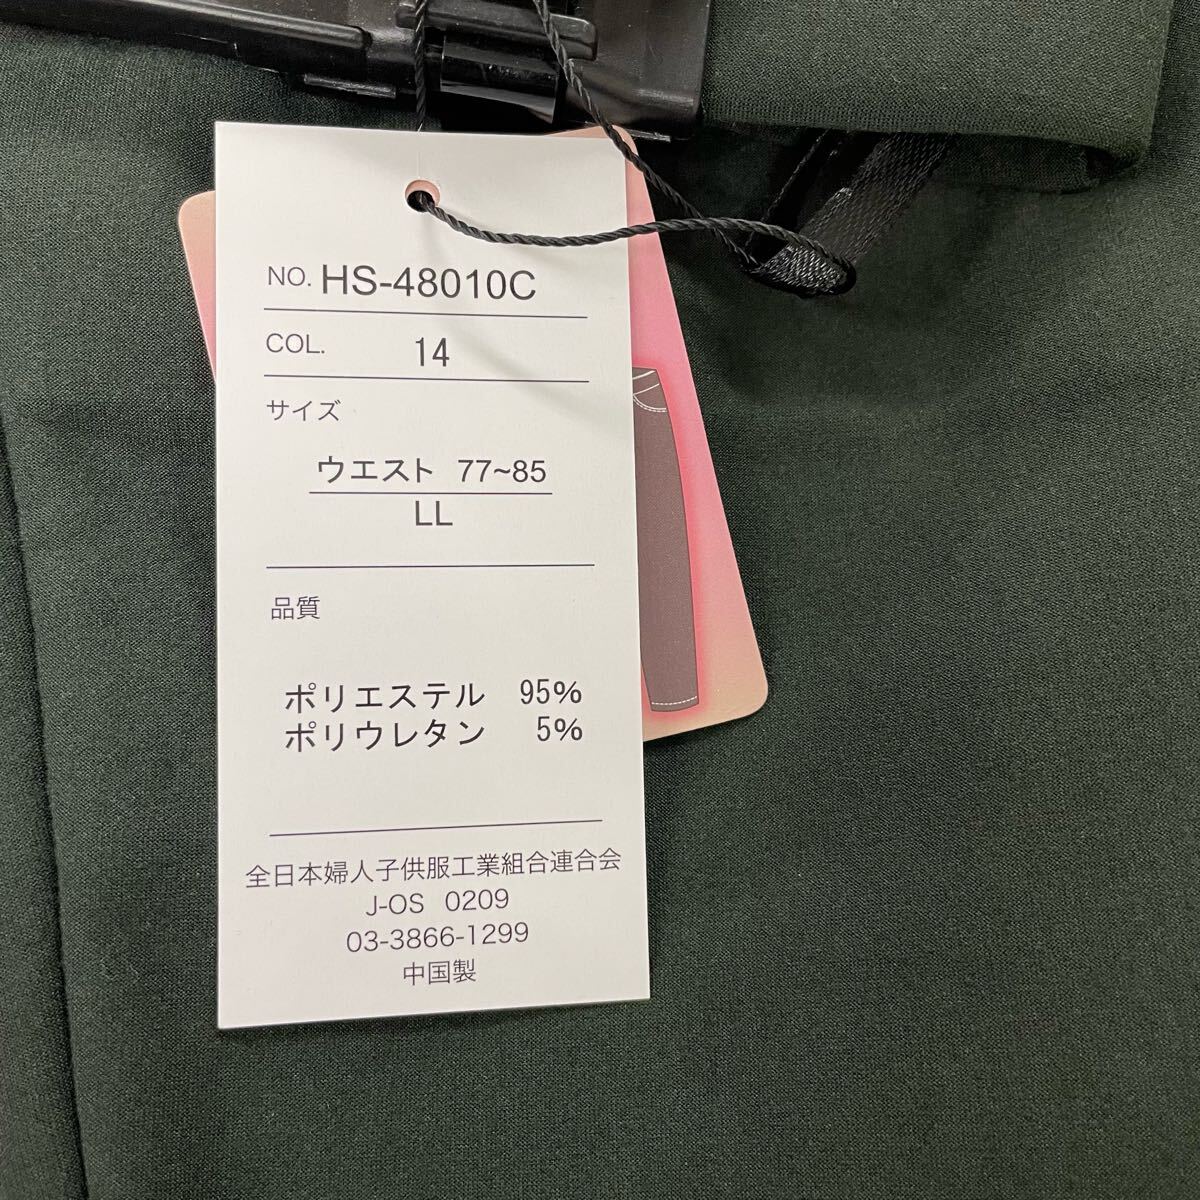 NO. HS-48010C
COL. 14
サイズ
ウエスト 77~85
LL
品質
ポリエステル 95%
ポリウレタン 5%
全日本婦人子供服工業組合連合会
J-OS 0209
03-3866-1299
中国製